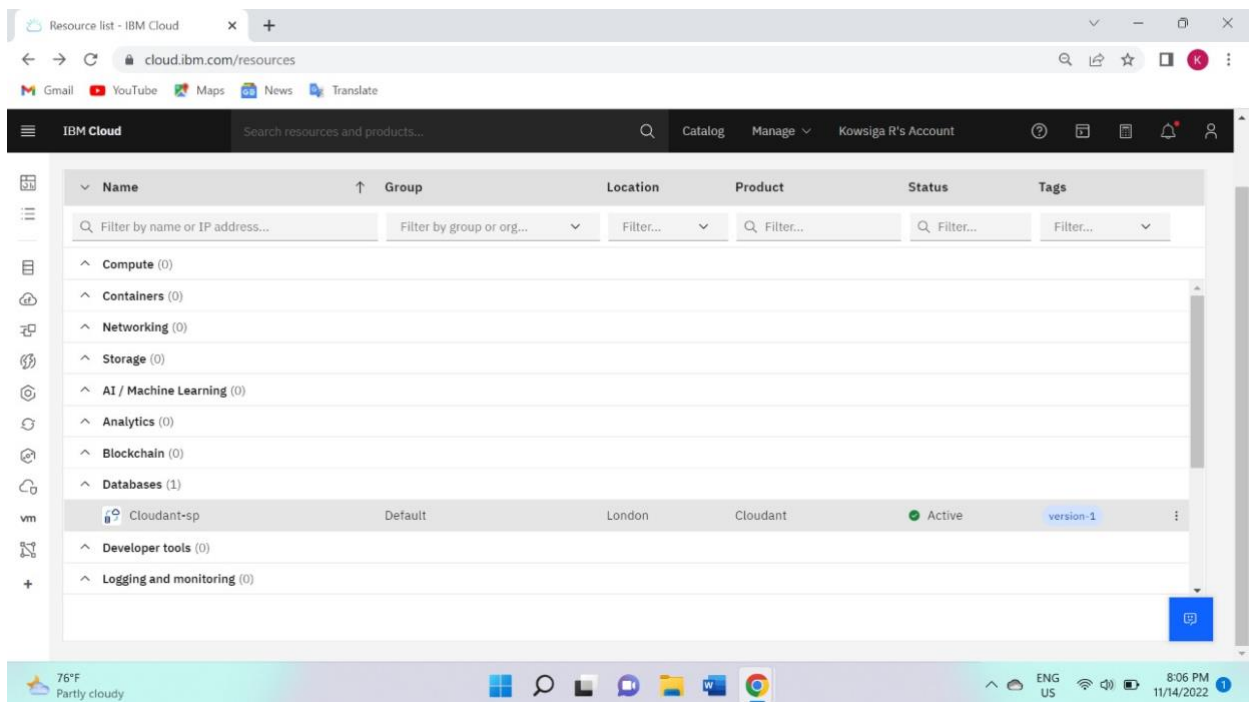 Resource list - IBM Cloud
cloud.ibm.com/resources
K
Gmail YouTube Maps News Translate
IBM Cloud Search resources and products... Catalog Manage Kowsiga R's Account
Name Group Location Product Status Tags
Filter by name or IP address... Filter by group or org... Filter... Filter... Filter... Filter...
Compute (0)
Containers (0)
Networking (0)
Storage (0)
AI / Machine Learning (0)
Analytics (0)
Blockchain (0)
Databases (1)
vm Cloudant-sp Default London Cloudant Active version-1
Developer tools (0)
Logging and monitoring (0)
76°F
Partly cloudy
ENG
US
8:06 PM
11/14/2022
1